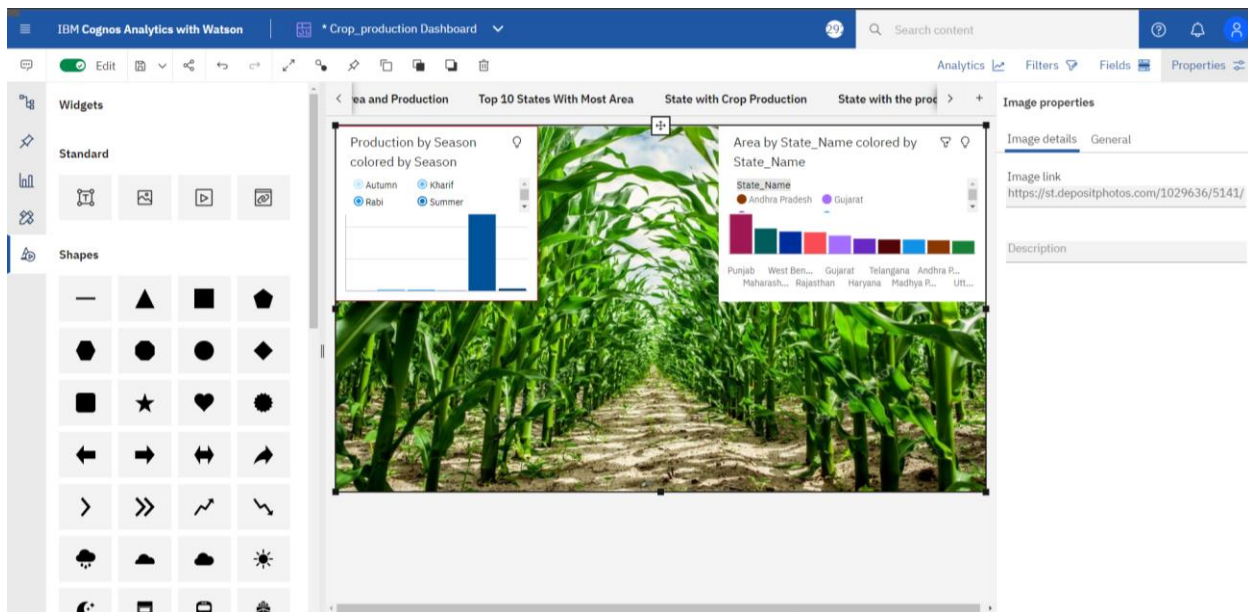 IBM Cognos Analytics with Watson
* Crop_production Dashboard
29
Search content
Edit
Analytics
Filters
Fields
Properties
Widgets
Standard
Shapes
ea and Production
Top 10 States With Most Area
State with Crop Production
State with the prod
Production by Season
colored by Season
Autumn
Kharif
Rabi
Summer
Area by State_Name colored by
State_Name
State_Name
Andhra Pradesh
Gujarat
Punjab West Ben... Gujarat Telangana Andhra P...
Maharash... Rajasthan Haryana Madhya P... Utt...
Image properties
Image details
General
Image link
https://st.depositphotos.com/1029636/5141/
Description